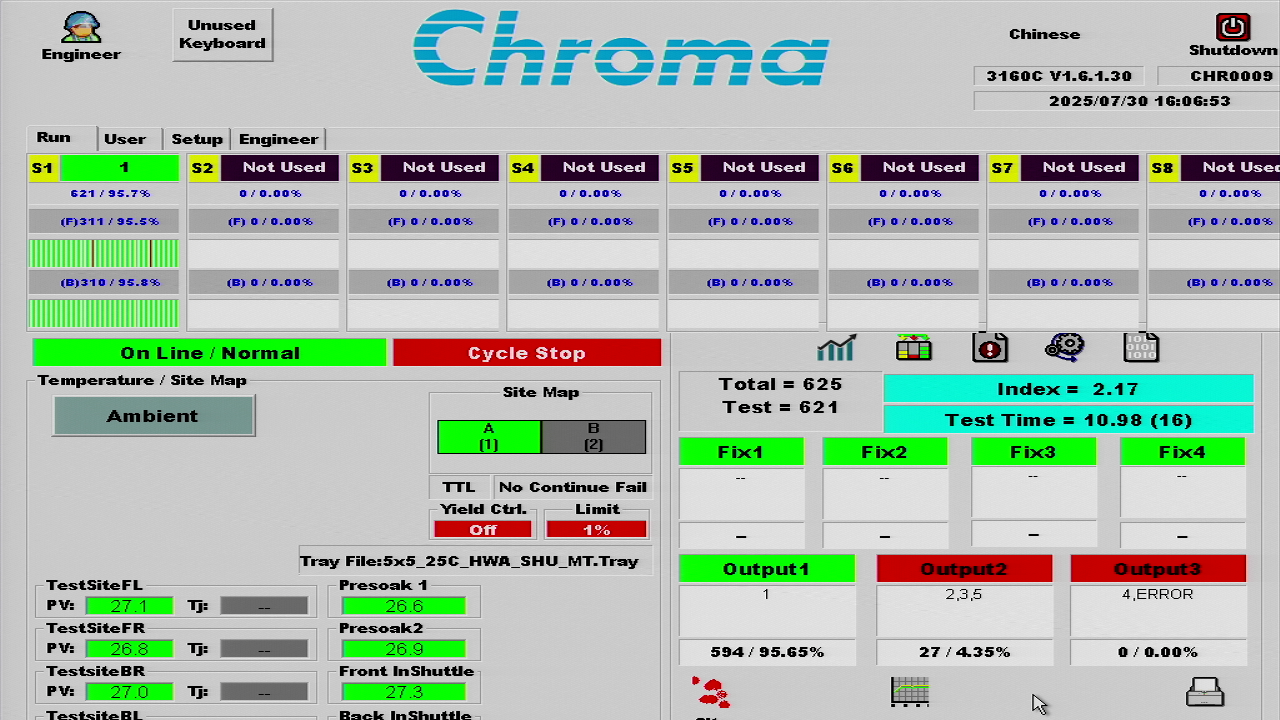 Engineer
Unused
Keyboard
Chroma
Chinese
Shutdown
3160C V1.6.1.30
CHR0009
2025/07/30 16:06:53
Run
User
Setup
Engineer
S1
1
S2
Not Used
S3
Not Used
S4
Not Used
S5
Not Used
S6
Not Used
S7
Not Used
S8
Not Us
621 / 95.7%
0 / 0.00%
0 / 0.00%
0 / 0.00%
0 / 0.00%
0 / 0.00%
0 / 0.00%
0 / 0.00%
(F)311 / 95.5%
(F) 0 / 0.00%
(F) 0 / 0.00%
(F) 0 / 0.00%
(F) 0 / 0.00%
(F) 0 / 0.00%
(F) 0 / 0.00%
(F) 0 / 0.00%
(B)310 / 95.8%
(B) 0 / 0.00%
(B) 0 / 0.00%
(B) 0 / 0.00%
(B) 0 / 0.00%
(B) 0 / 0.00%
(B) 0 / 0.00%
(B) 0 / 0.00%
On Line / Normal
Cycle Stop
Temperature / Site Map
Ambient
Site Map
A
(1)
B
(2)
TTL
No Continue Fail
Yield Ctrl.
Off
Limit
1%
Tray File:5x5_25C_HWA_SHU_MT.Tray
TestSiteFL
PV: 27.1 Tj: --
TestSiteFR
PV: 26.8 Tj: --
TestsiteBR
PV: 27.0 Tj: --
TestsiteBL
Presoak 1
26.6
Presoak2
26.9
Front InShuttle
27.3
Back InShuttle
Total = 625
Test = 621
Index = 2.17
Test Time = 10.98 (16)
Fix1
Fix2
Fix3
Fix4
--
--
--
--
–
–
–
–
Output1
Output2
Output3
1
2,3,5
4,ERROR
594 / 95.65%
27 / 4.35%
0 / 0.00%